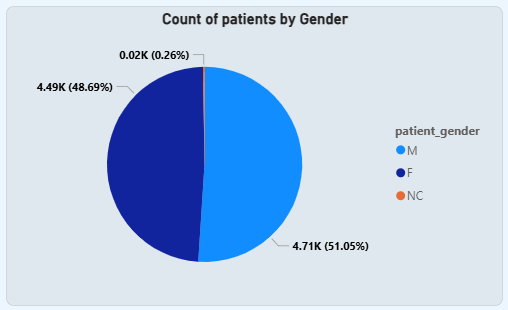 Count of patients by Gender
0.02K (0.26%)
4.49K (48.69%)
patient_gender
M
F
NC
4.71K (51.05%)